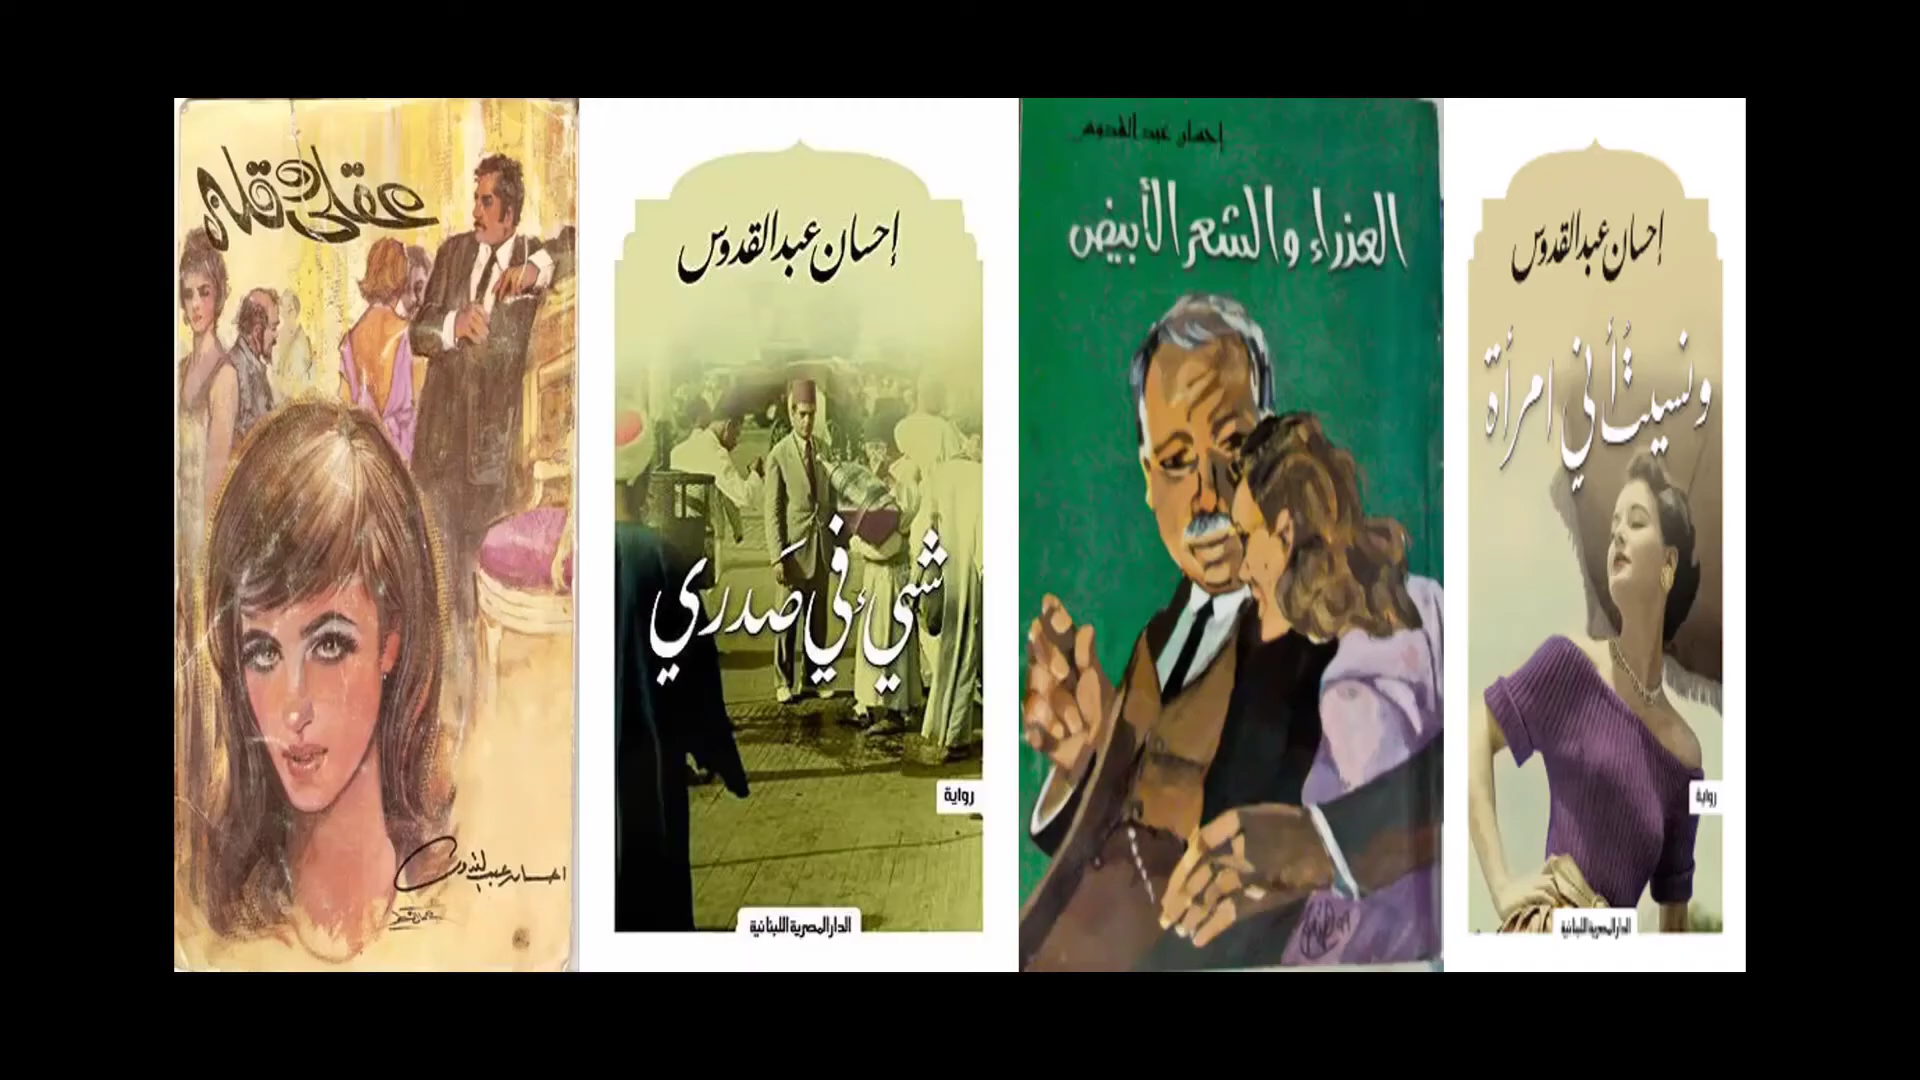 عقلي وقلبي
احسان عبد القدوس
إحسان عبد القدوس
شيء في صدري
رواية
الدار المصرية اللبنانية
إحسان عبد القدوس
العذراء والشعر الأبيض
إحسان عبد القدوس
ونسيتُ أني امرأة
رواية
الدار المصرية اللبنانية